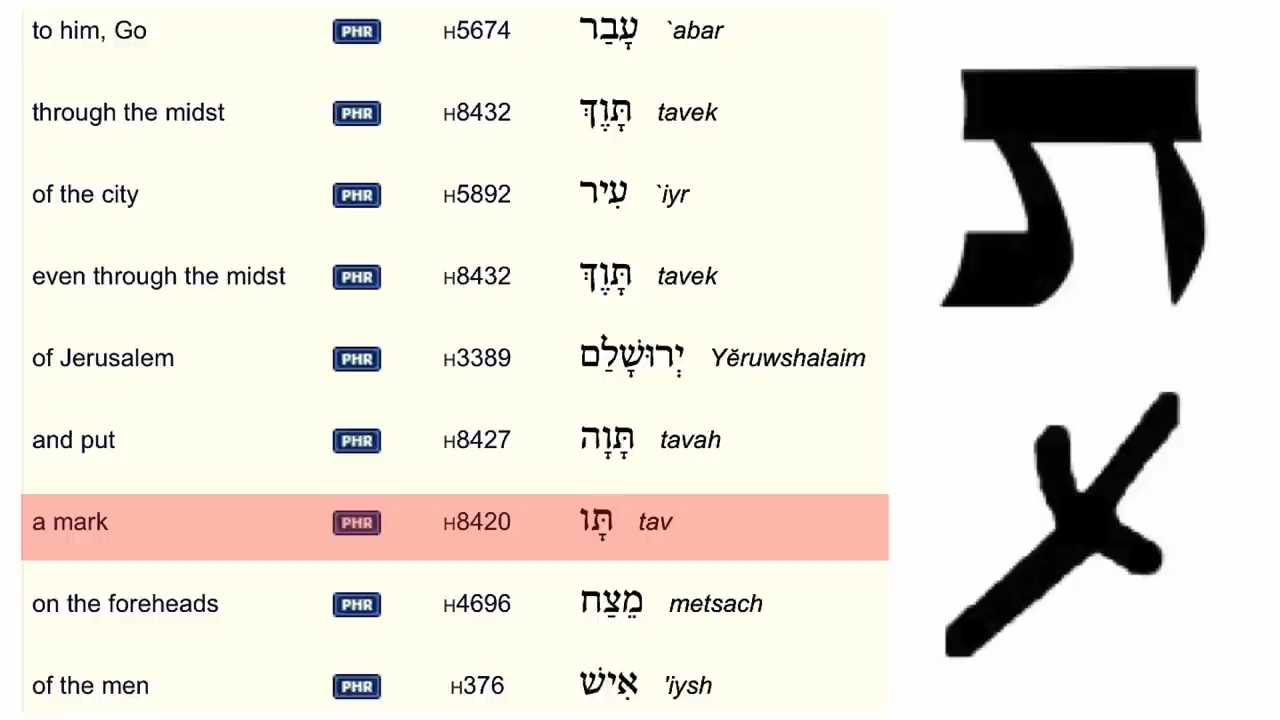 to him, Go PHR H5674 עָבַר `abar
through the midst PHR H8432 תָּוֶךְ tavek
of the city PHR H5892 עִיר `iyr
even through the midst PHR H8432 תָּוֶךְ tavek
of Jerusalem PHR H3389 יְרוּשָׁלַם Yĕruwshalaim
and put PHR H8427 תָּוָה tavah
a mark PHR H8420 תָּו tav
on the foreheads PHR H4696 מֵצַח metsach
of the men PHR H376 אִישׁ 'iysh
ת